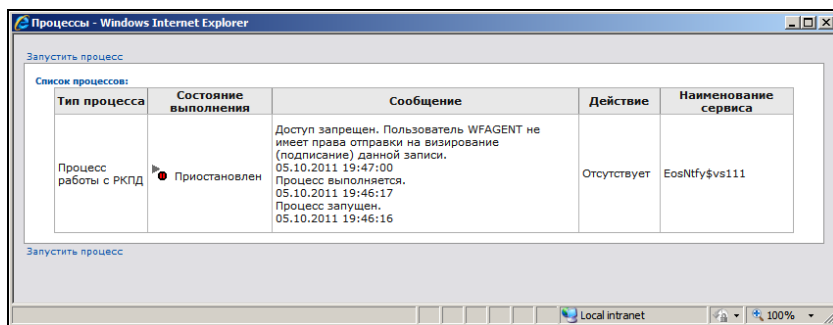 Процессы - Windows Internet Explorer
Запустить процесс
Список процессов:
Тип процесса
Состояние
выполнения
Сообщение
Действие
Наименование
сервиса
Процесс
работы с РКПД
Приостановлен
Доступ запрещен. Пользователь WFAGENT не
имеет права отправки на визирование
(подписание) данной записи.
05.10.2011 19:47:00
Процесс выполняется.
05.10.2011 19:46:17
Процесс запущен.
05.10.2011 19:46:16
Отсутствует
EosNtfy$vs111
Запустить процесс
Local intranet
100%